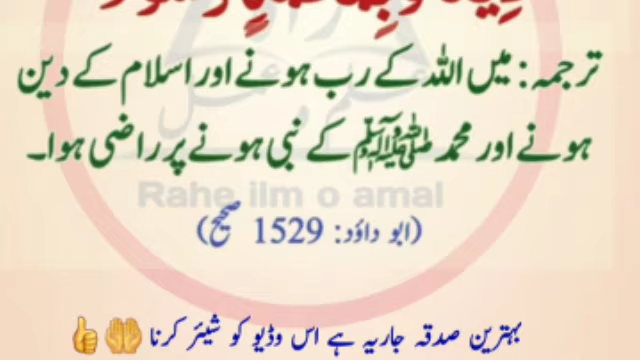 ترجمہ: میں اللہ کے رب ہونے اور اسلام کے دین
ہونے اور محمد ﷺ کے نبی ہونے پر راضی ہوا۔
Rahe ilm o amal
(ابو داؤد: 1529 صحیح)
بہترین صدقہ جاریہ ہے اس وڈیو کو شیئر کرنا 🤲👍